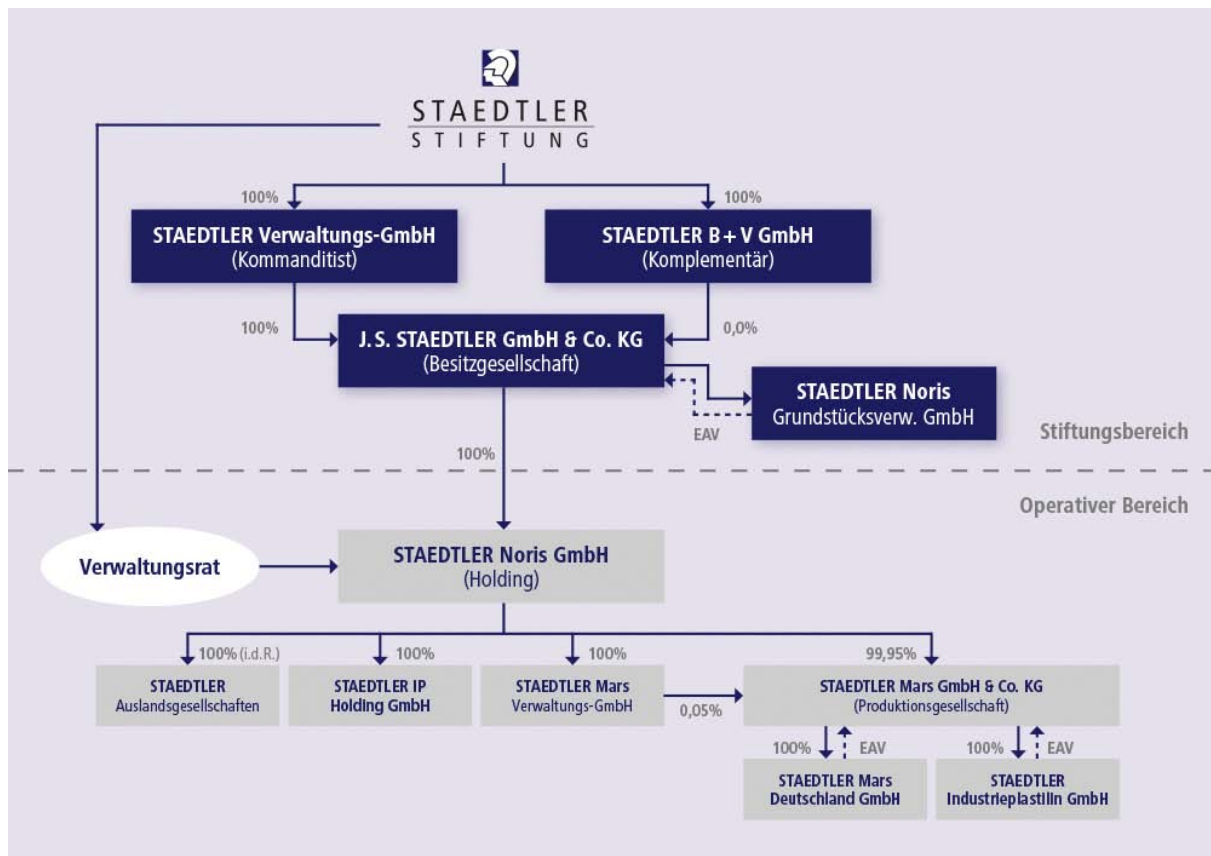 STAEDTLER
STIFTUNG
100%
100%
STAEDTLER Verwaltungs-GmbH
(Kommanditist)
STAEDTLER B+V GmbH
(Komplementär)
100%
0,0%
J. S. STAEDTLER GmbH & Co. KG
(Besitzgesellschaft)
STAEDTLER Noris
Grundstücksverw. GmbH
EAV
Stiftungsbereich
100%
Operativer Bereich
Verwaltungsrat
STAEDTLER Noris GmbH
(Holding)
100% (i.d.R.)
100%
100%
99,95%
STAEDTLER
Auslandsgesellschaften
STAEDTLER IP
Holding GmbH
STAEDTLER Mars
Verwaltungs-GmbH
0,05%
STAEDTLER Mars GmbH & Co. KG
(Produktionsgesellschaft)
100%
EAV
100%
EAV
STAEDTLER Mars
Deutschland GmbH
STAEDTLER
Industrieplastilin GmbH